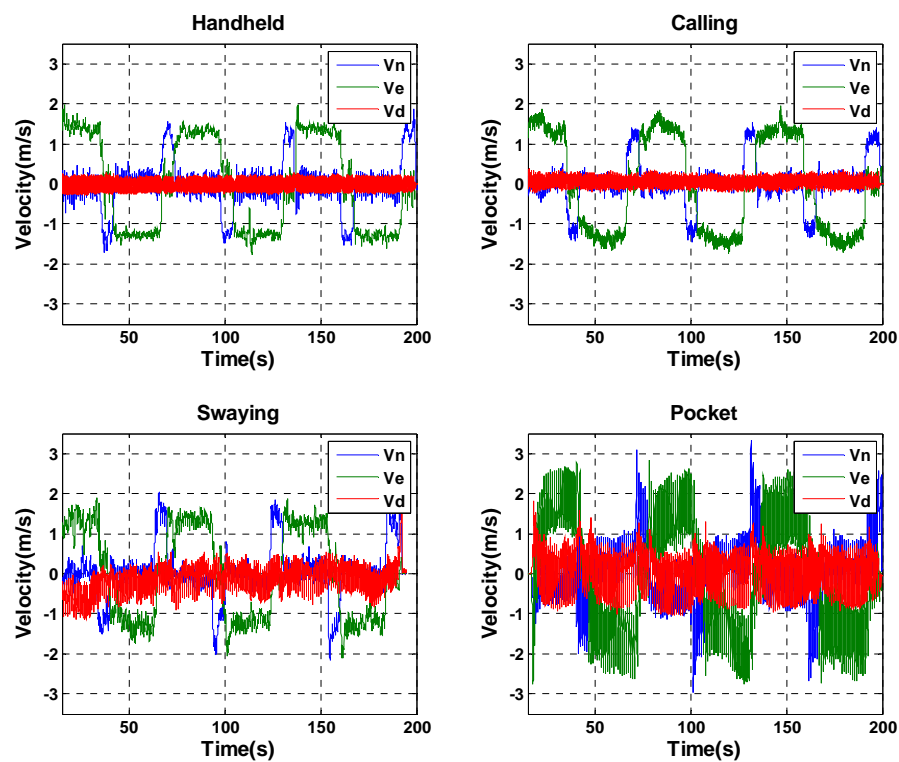 Handheld
Calling
3
2
1
0
-1
-2
-3
Velocity(m/s)
Vn
Ve
Vd
50
100
150
200
Time(s)
3
2
1
0
-1
-2
-3
Velocity(m/s)
Vn
Ve
Vd
50
100
150
200
Time(s)
Swaying
Pocket
3
2
1
0
-1
-2
-3
Velocity(m/s)
Vn
Ve
Vd
50
100
150
200
Time(s)
3
2
1
0
-1
-2
-3
Velocity(m/s)
Vn
Ve
Vd
50
100
150
200
Time(s)